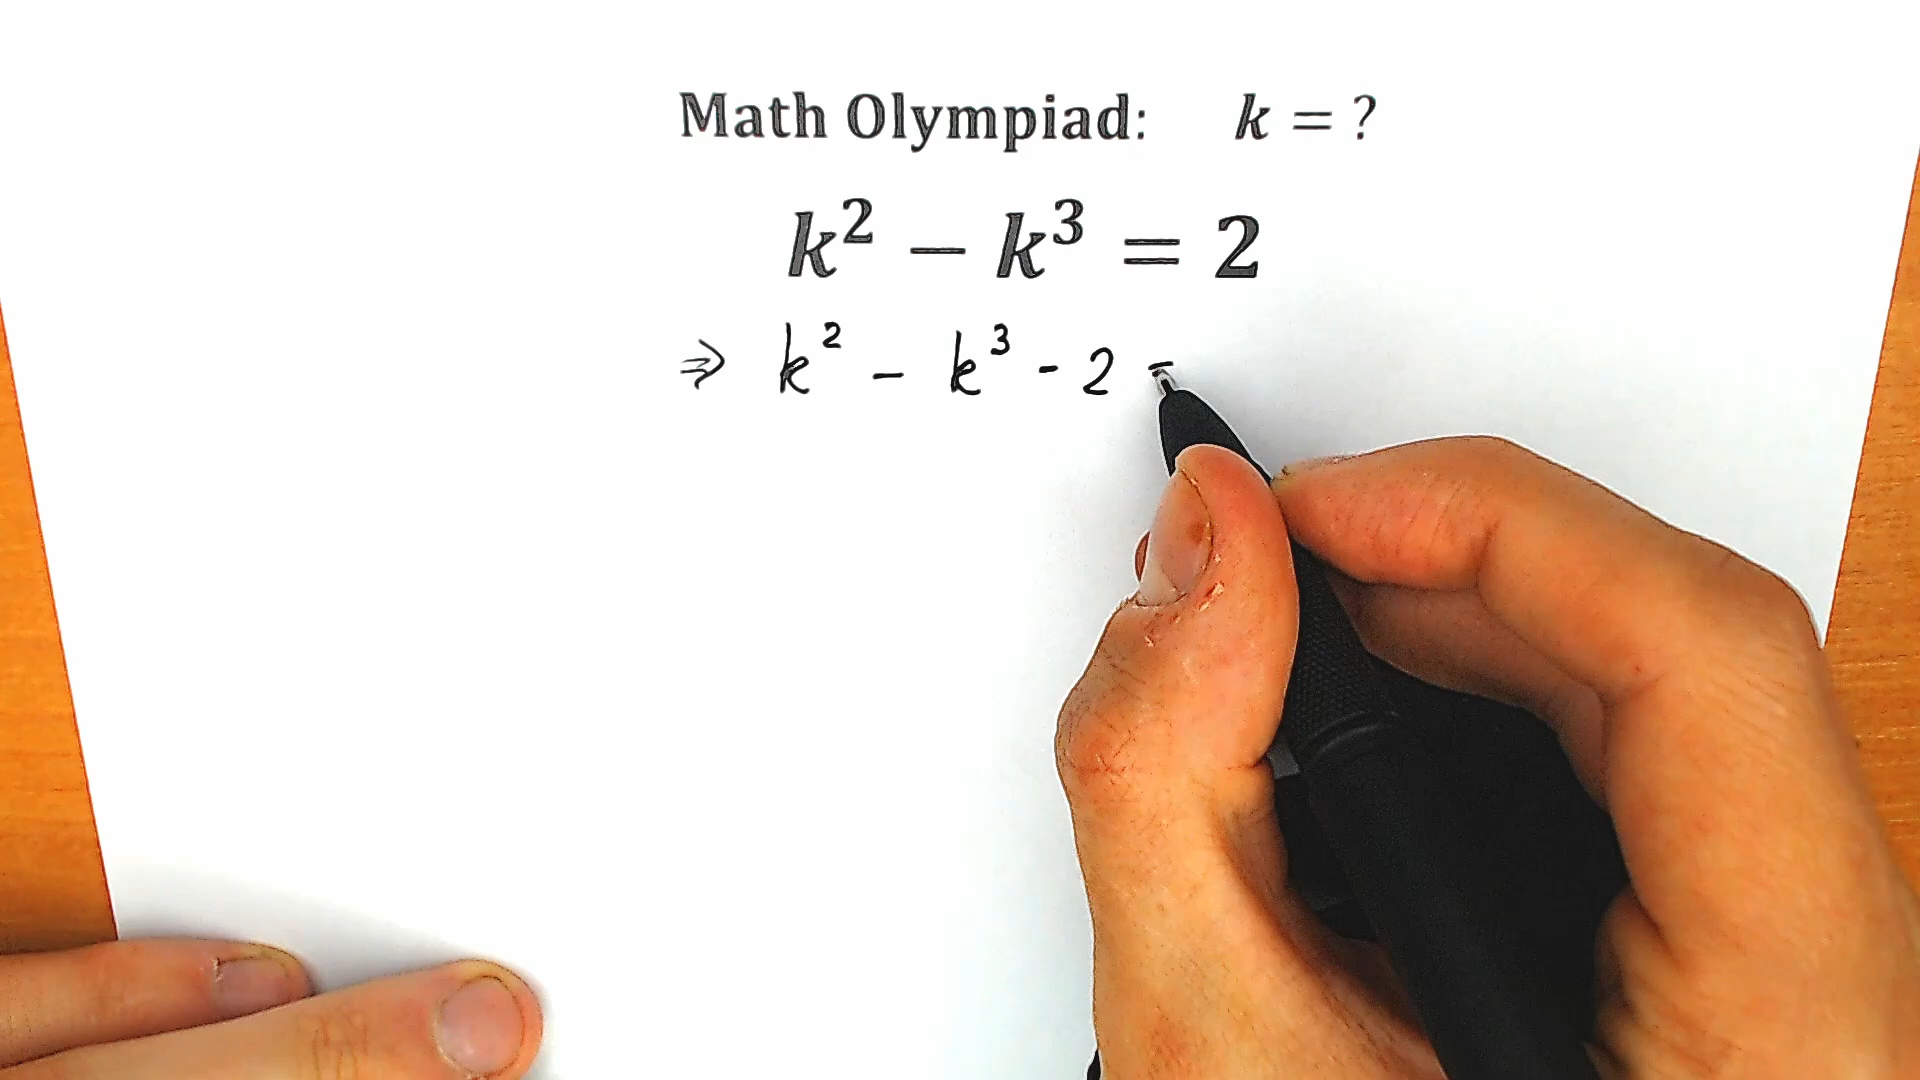 Math Olympiad: k = ?
k² − k³ = 2
⇒ k² − k³ - 2 =